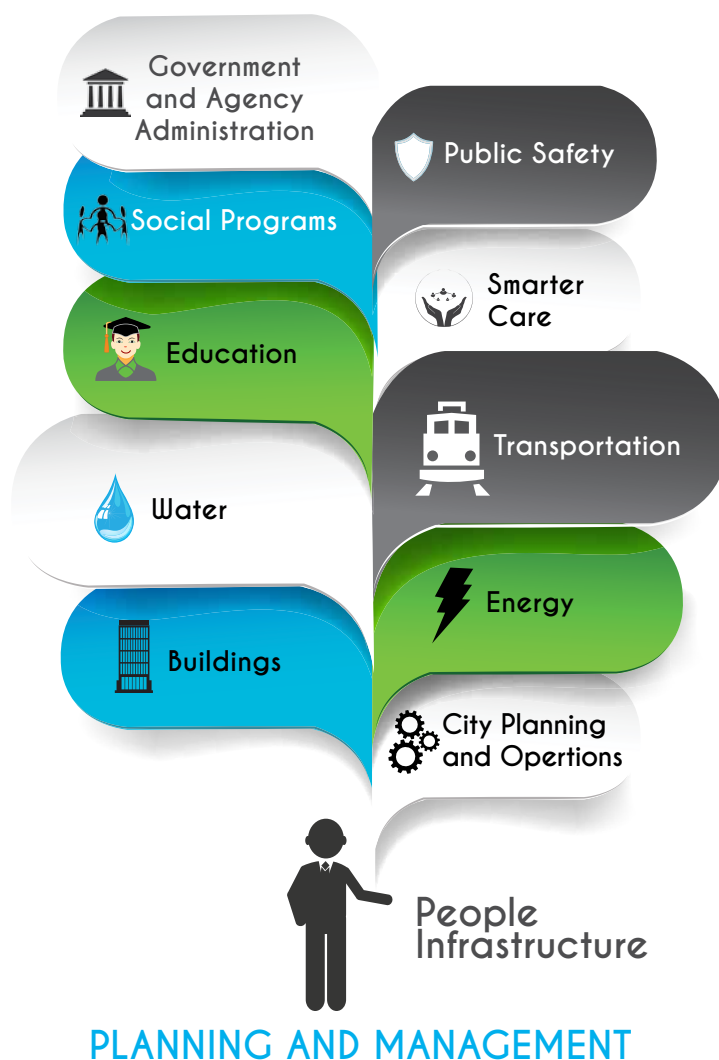 Government
and Agency
Administration
Public Safety
Social Programs
Smarter
Care
Education
Transportation
Water
Energy
Buildings
City Planning
and Opertions
People
Infrastructure
PLANNING AND MANAGEMENT